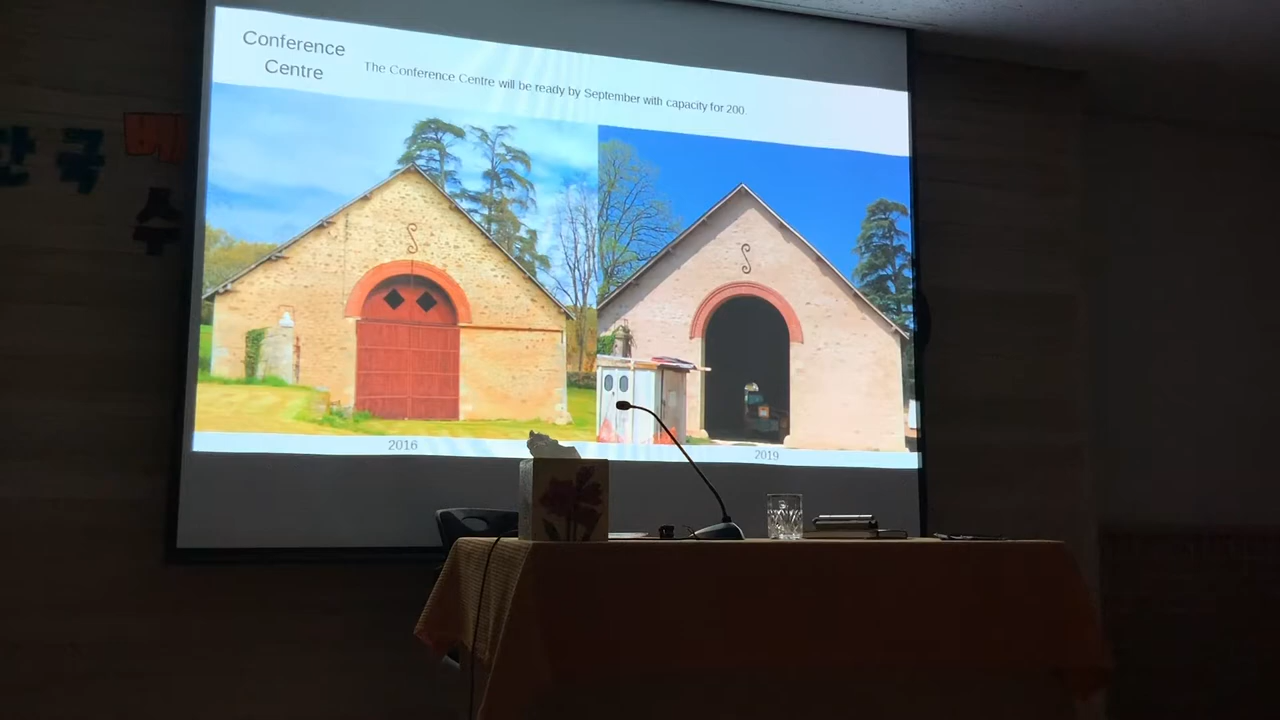 Conference
Centre
The Conference Centre will be ready by September with capacity for 200.
2016
2019